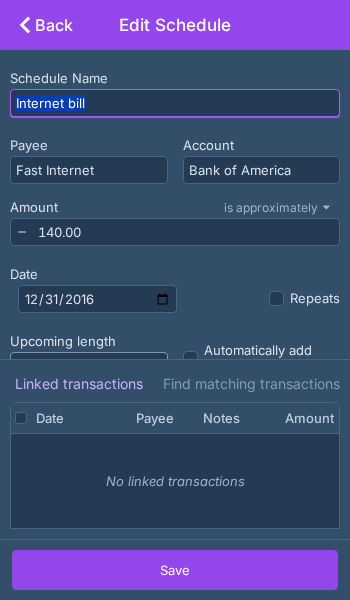 Back Edit Schedule
Schedule Name
Internet bill
Payee Account
Fast Internet Bank of America
Amount is approximately
− 140.00
Date
12/31/2016 Repeats
Upcoming length
Automatically add
Linked transactions Find matching transactions
Date Payee Notes Amount
No linked transactions
Save